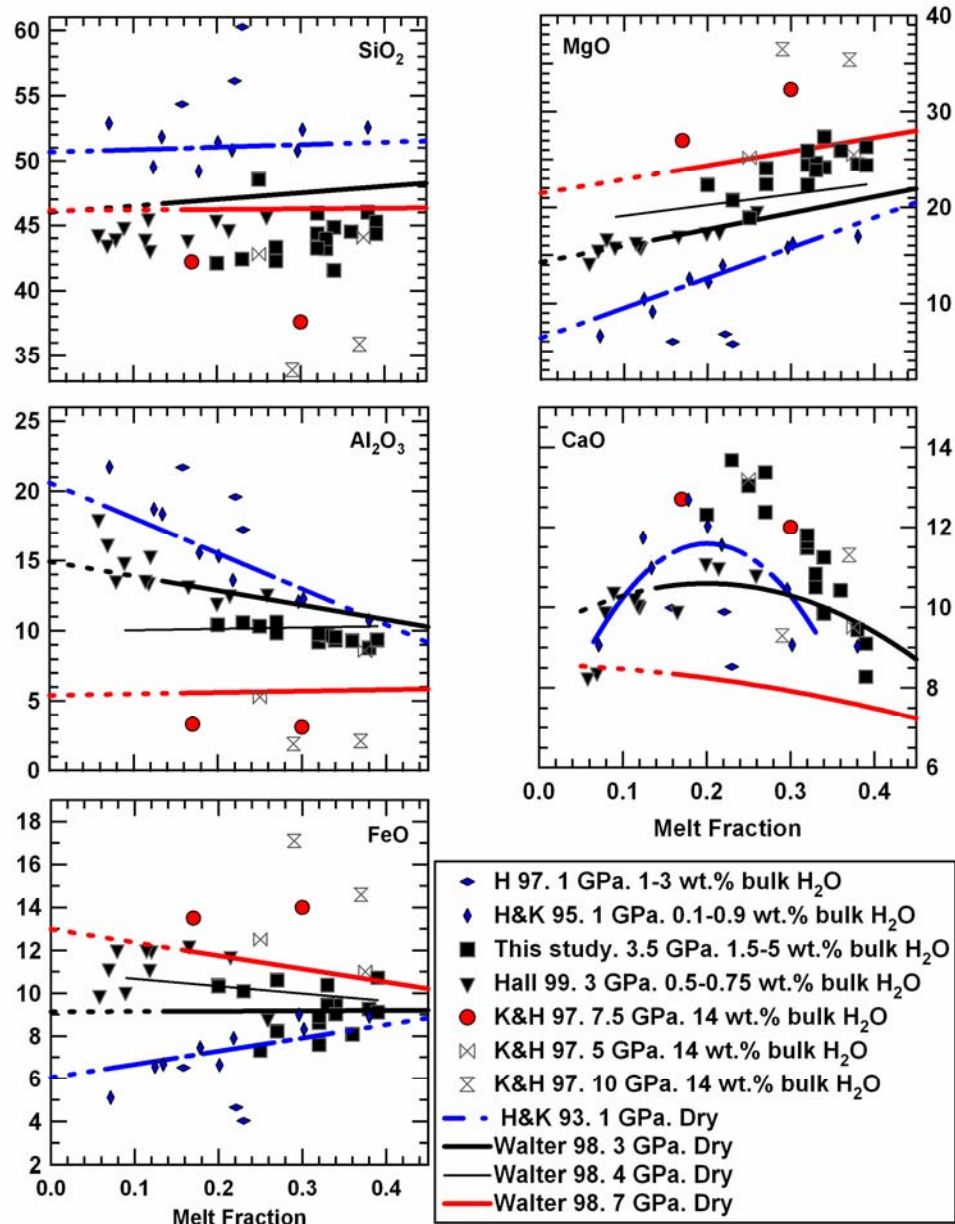 60
55
50
45
40
35
SiO2
MgO
40
30
20
10
25
20
15
10
5
0
Al2O3
CaO
14
12
10
8
6
0.0 0.1 0.2 0.3 0.4
Melt Fraction
18
16
14
12
10
8
6
4
2
FeO
0.0 0.1 0.2 0.3 0.4
Melt Fraction
H 97. 1 GPa. 1-3 wt.% bulk H2O
H&K 95. 1 GPa. 0.1-0.9 wt.% bulk H2O
This study. 3.5 GPa. 1.5-5 wt.% bulk H2O
Hall 99. 3 GPa. 0.5-0.75 wt.% bulk H2O
K&H 97. 7.5 GPa. 14 wt.% bulk H2O
K&H 97. 5 GPa. 14 wt.% bulk H2O
K&H 97. 10 GPa. 14 wt.% bulk H2O
H&K 93. 1 GPa. Dry
Walter 98. 3 GPa. Dry
Walter 98. 4 GPa. Dry
Walter 98. 7 GPa. Dry